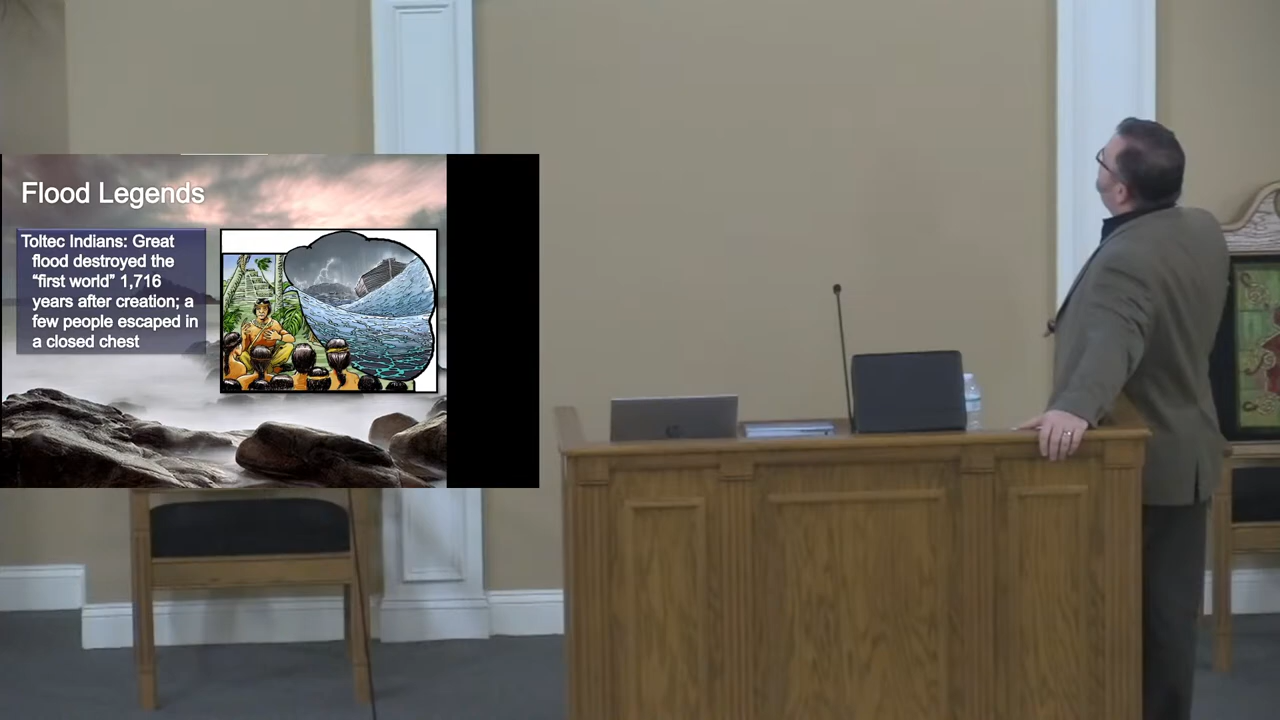 Flood Legends
Toltec Indians: Great
flood destroyed the
“first world” 1,716
years after creation; a
few people escaped in
a closed chest